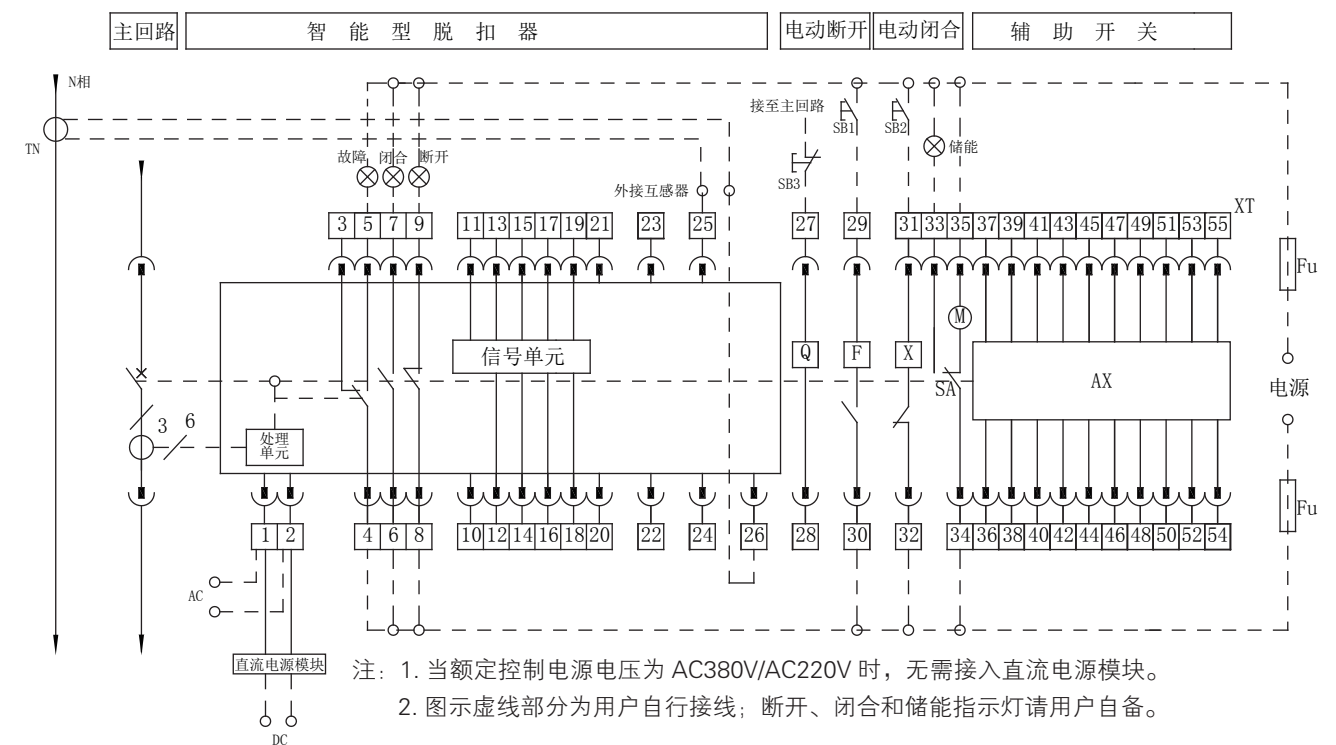 主回路 智能型脱扣器 电动断开 电动闭合 辅助开关
N相
TN
接至主回路
SB1
SB2
SB3
故障 闭合 断开
储能
外接互感器
XT
3 5 7 9 11 13 15 17 19 21 23 25 27 29 31 33 35 37 39 41 43 45 47 49 51 53 55
Fu
M
信号单元
Q
F
X
SA
AX
电源
3
6
处理
单元
Fu
1 2 4 6 8 10 12 14 16 18 20 22 24 26 28 30 32 34 36 38 40 42 44 46 48 50 52 54
AC
直流电源模块
DC
注：1. 当额定控制电源电压为 AC380V/AC220V 时，无需接入直流电源模块。
2. 图示虚线部分为用户自行接线；断开、闭合和储能指示灯请用户自备。